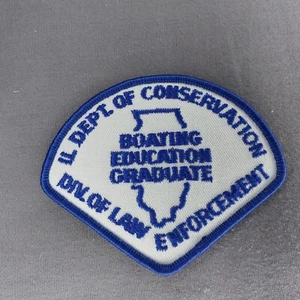 IL. DEPT. OF CONSERVATION
BOATING
EDUCATION
GRADUATE
DIV. OF LAW ENFORCEMENT